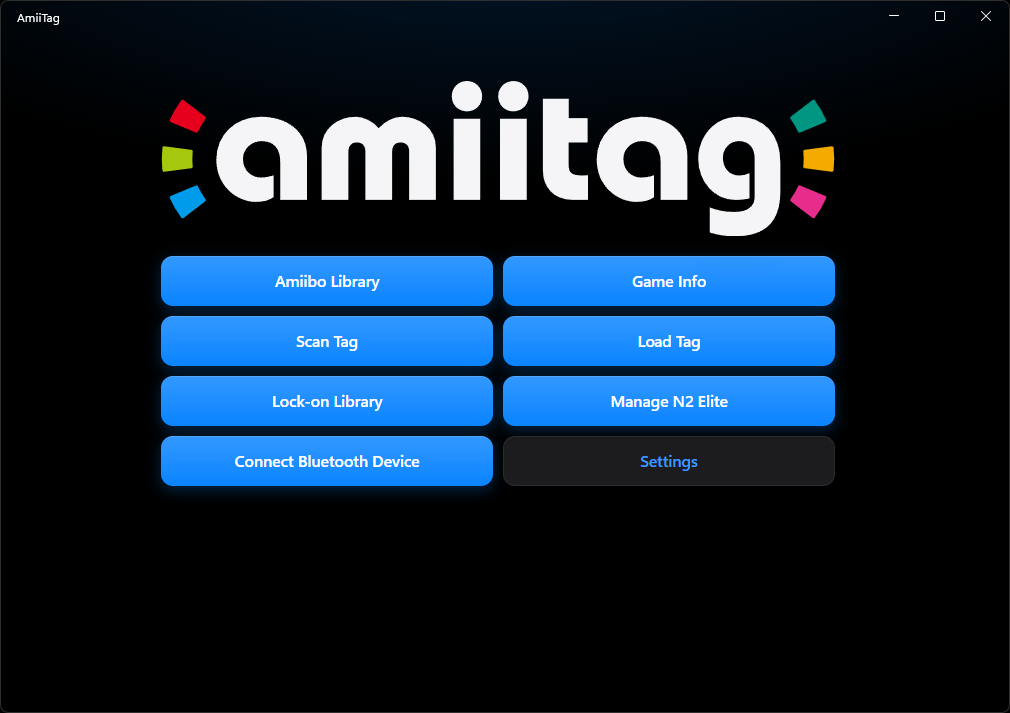 AmiiTag
amiitag
Amiibo Library
Game Info
Scan Tag
Load Tag
Lock-on Library
Manage N2 Elite
Connect Bluetooth Device
Settings